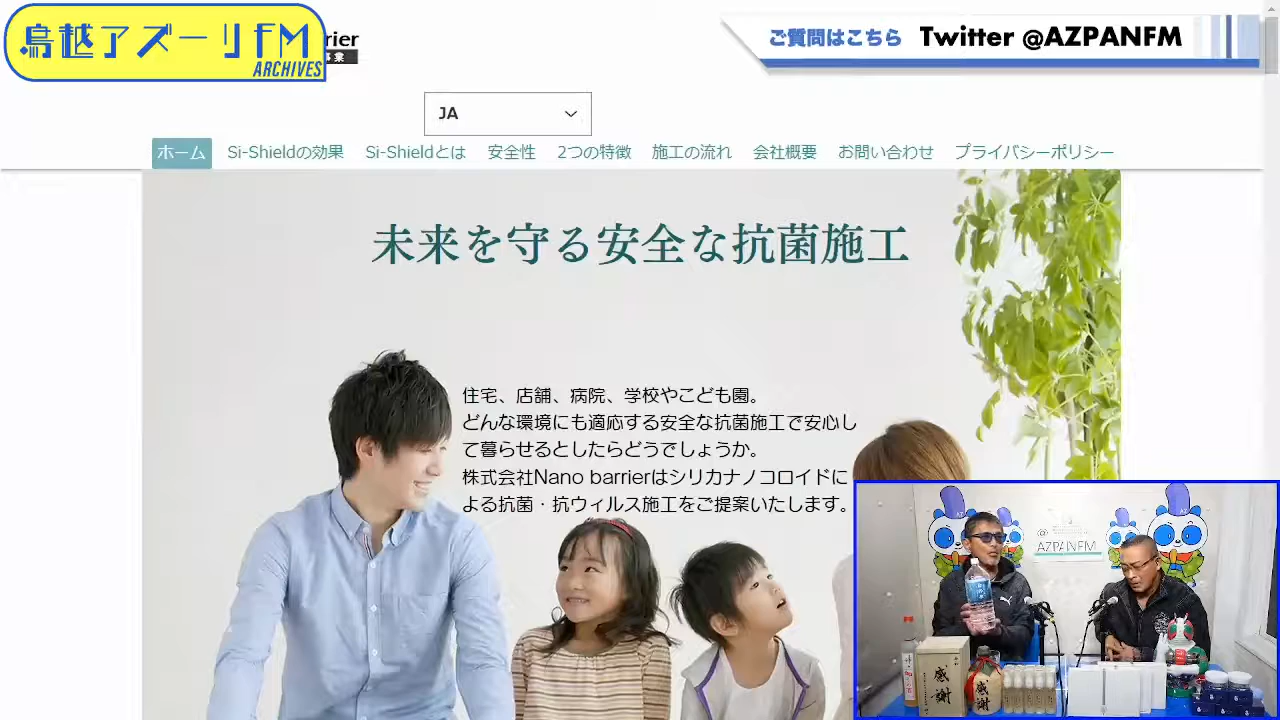 鳥越アズーリFM
ARCHIVES
rier
事業
ご質問はこちら Twitter @AZPANFM
JA
ホーム Si-Shieldの効果 Si-Shieldとは 安全性 2つの特徴 施工の流れ 会社概要 お問い合わせ プライバシーポリシー
未来を守る安全な抗菌施工
住宅、店舗、病院、学校やこども園。
どんな環境にも適応する安全な抗菌施工で安心し
て暮らせるとしたらどうでしょうか。
株式会社Nano barrierはシリカナノコロイドに
よる抗菌・抗ウィルス施工をご提案いたします。
AZPANFM
感謝
感謝